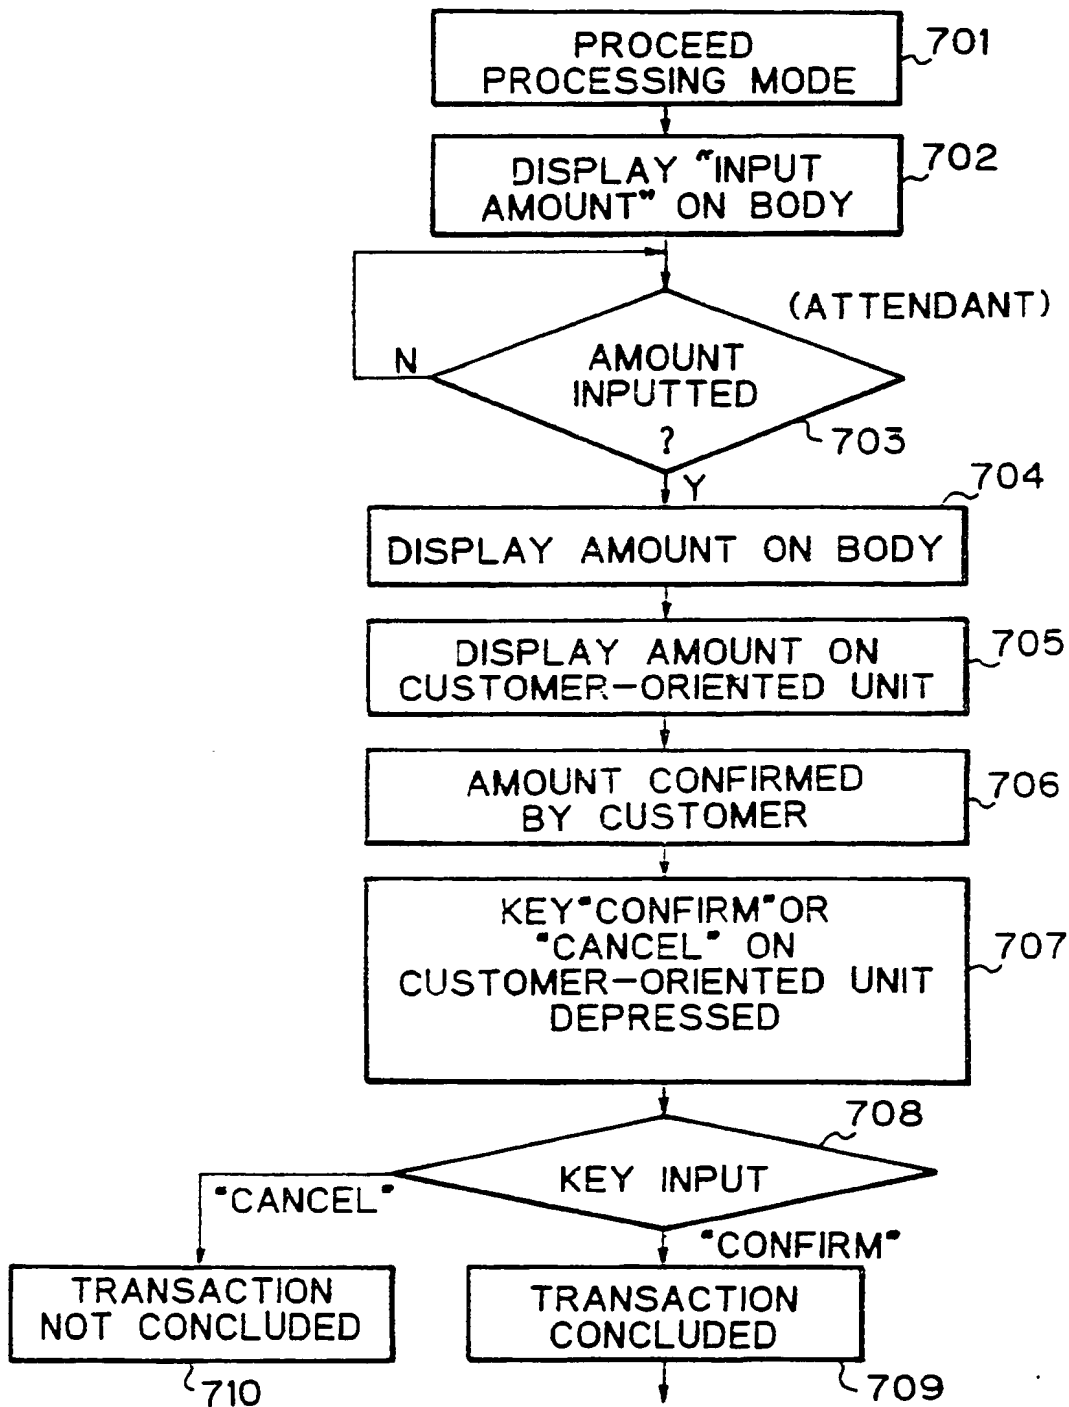 PROCEED
PROCESSING MODE
701
DISPLAY "INPUT
AMOUNT" ON BODY
702
(ATTENDANT)
N
AMOUNT
INPUTTED
?
703
Y
704
DISPLAY AMOUNT ON BODY
DISPLAY AMOUNT ON
CUSTOMER-ORIENTED UNIT
705
AMOUNT CONFIRMED
BY CUSTOMER
706
KEY "CONFIRM" OR
"CANCEL" ON
CUSTOMER-ORIENTED UNIT
DEPRESSED
707
708
KEY INPUT
"CANCEL"
"CONFIRM"
TRANSACTION
NOT CONCLUDED
710
TRANSACTION
CONCLUDED
709